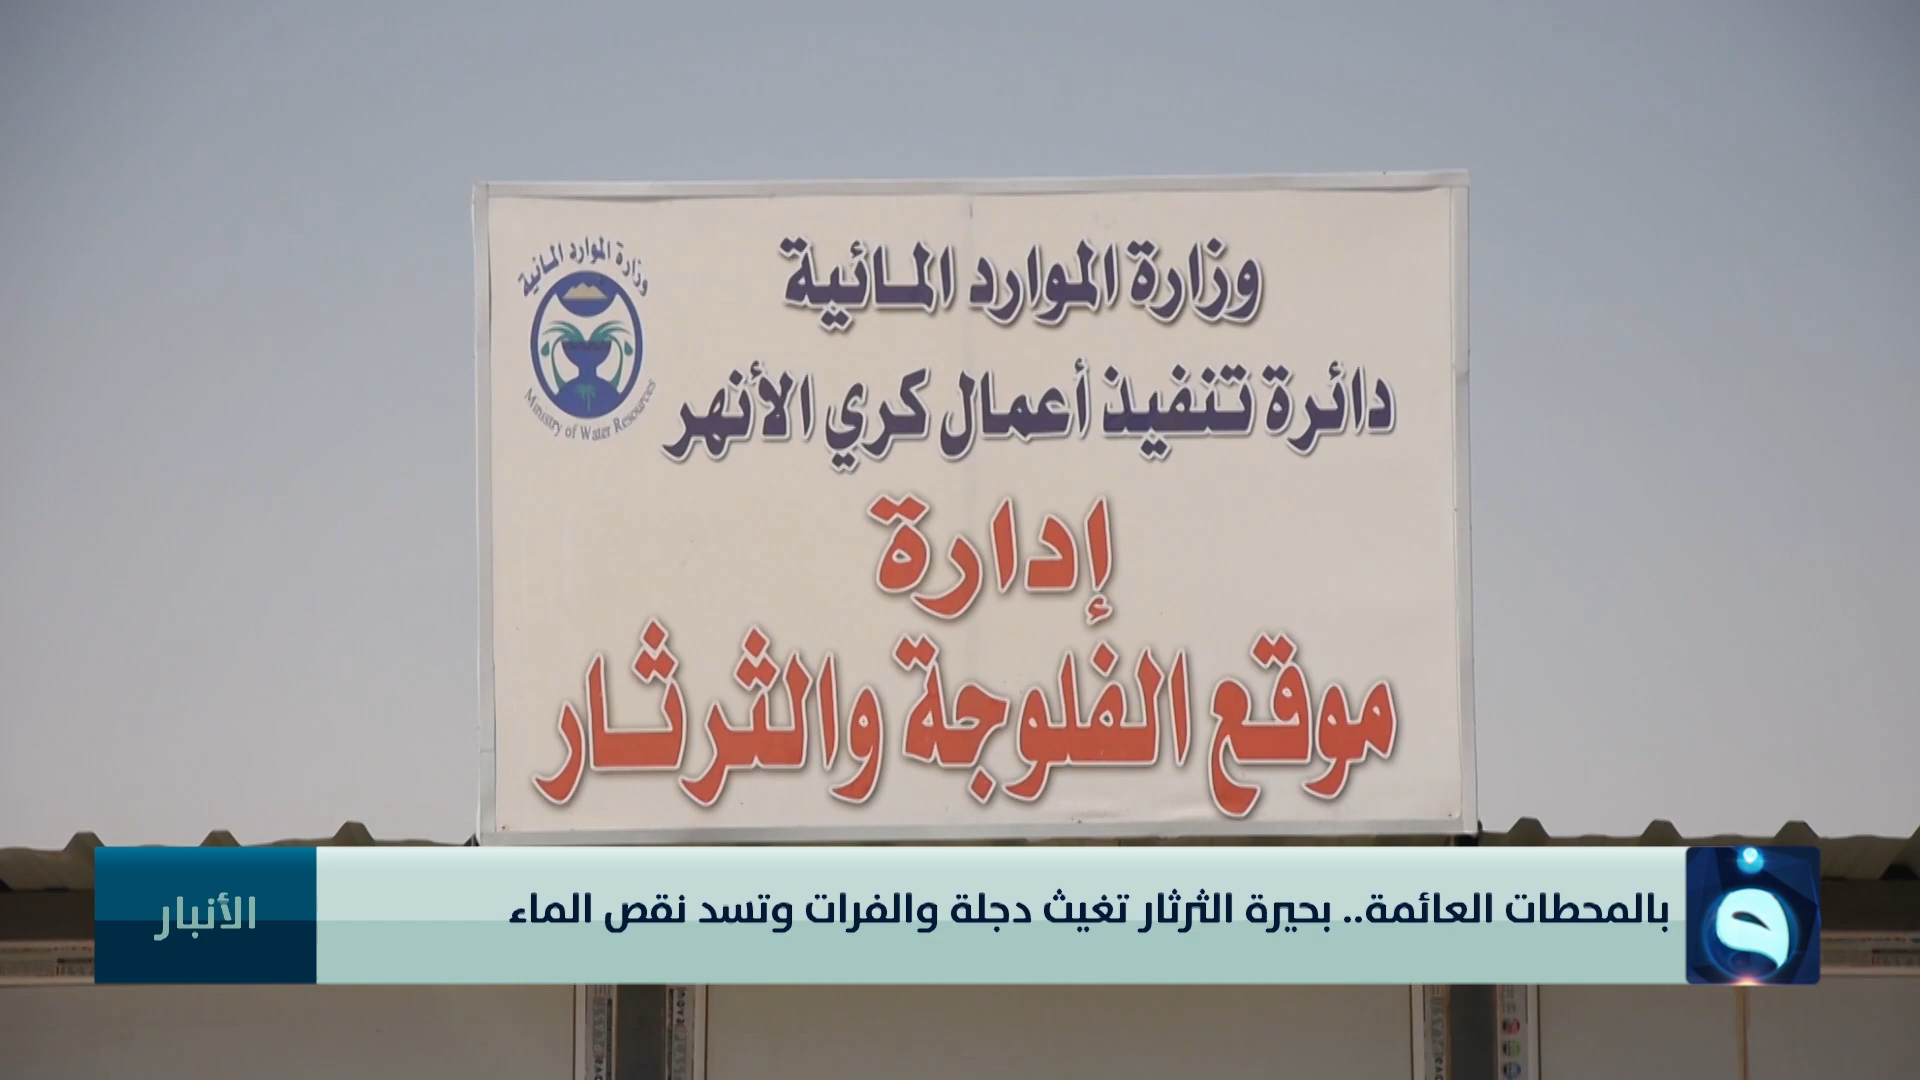 وزارة الموارد المائية
وزارة الموارد المائية
Ministry of Water Resources
دائرة تنفيذ أعمال كري الأنهر
إدارة
موقع الفلوجة والثرثار
بالمحطات العائمة.. بحيرة الثرثار تغيث دجلة والفرات وتسد نقص الماء
الأنبار